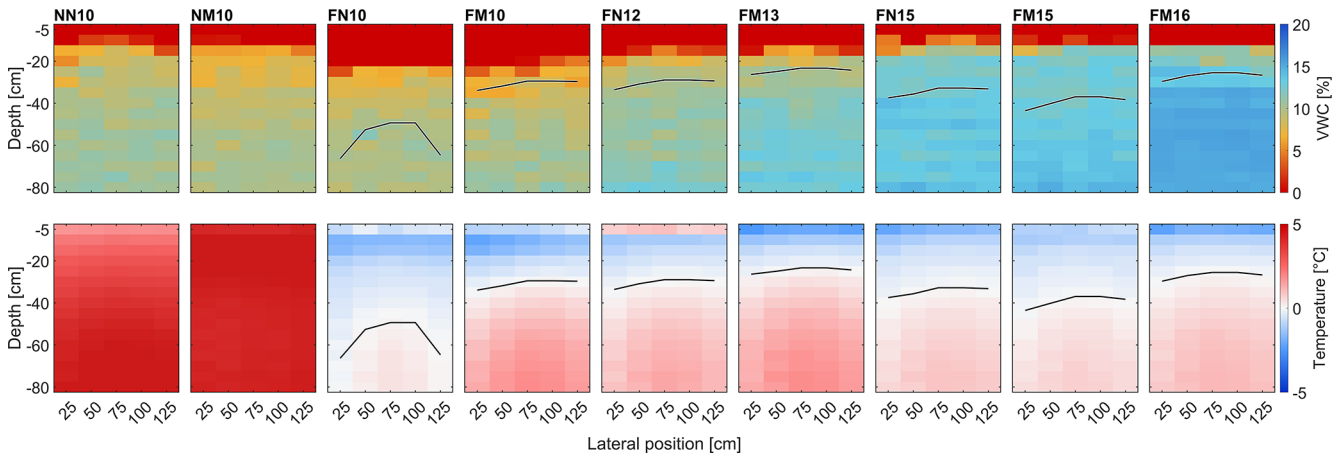 NN10 NM10 FN10 FM10 FN12 FM13 FN15 FM15 FM16
-5 -20 -40 -60 -80
Depth [cm]
20 15 10 5 0
VWC [%]
-5 -20 -40 -60 -80
Depth [cm]
5 0 -5
Temperature [°C]
25 50 75 100 125 25 50 75 100 125 25 50 75 100 125 25 50 75 100 125 25 50 75 100 125 25 50 75 100 125 25 50 75 100 125 25 50 75 100 125 25 50 75 100 125
Lateral position [cm]